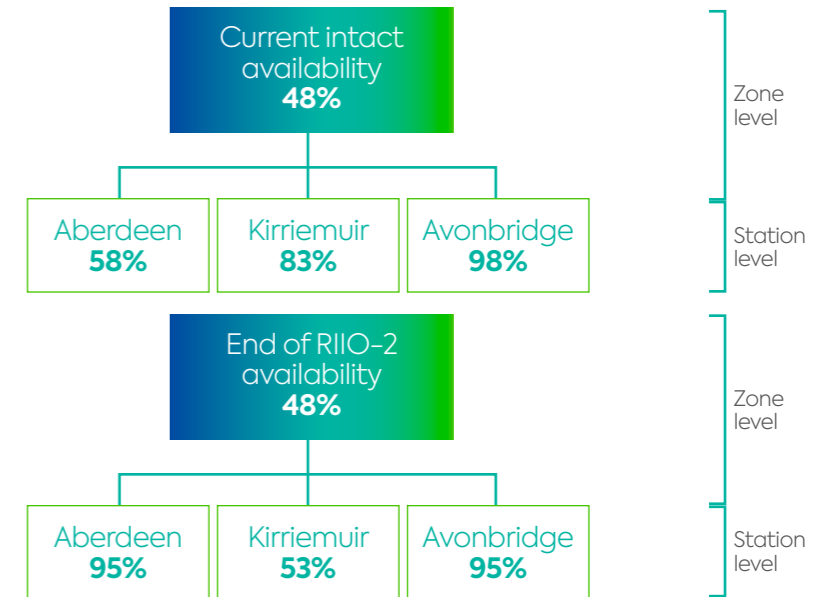 Current intact
availability
48%
Zone
level
Aberdeen
58%
Kirriemuir
83%
Avonbridge
98%
Station
level
End of RIIO-2
availability
48%
Zone
level
Aberdeen
95%
Kirriemuir
53%
Avonbridge
95%
Station
level